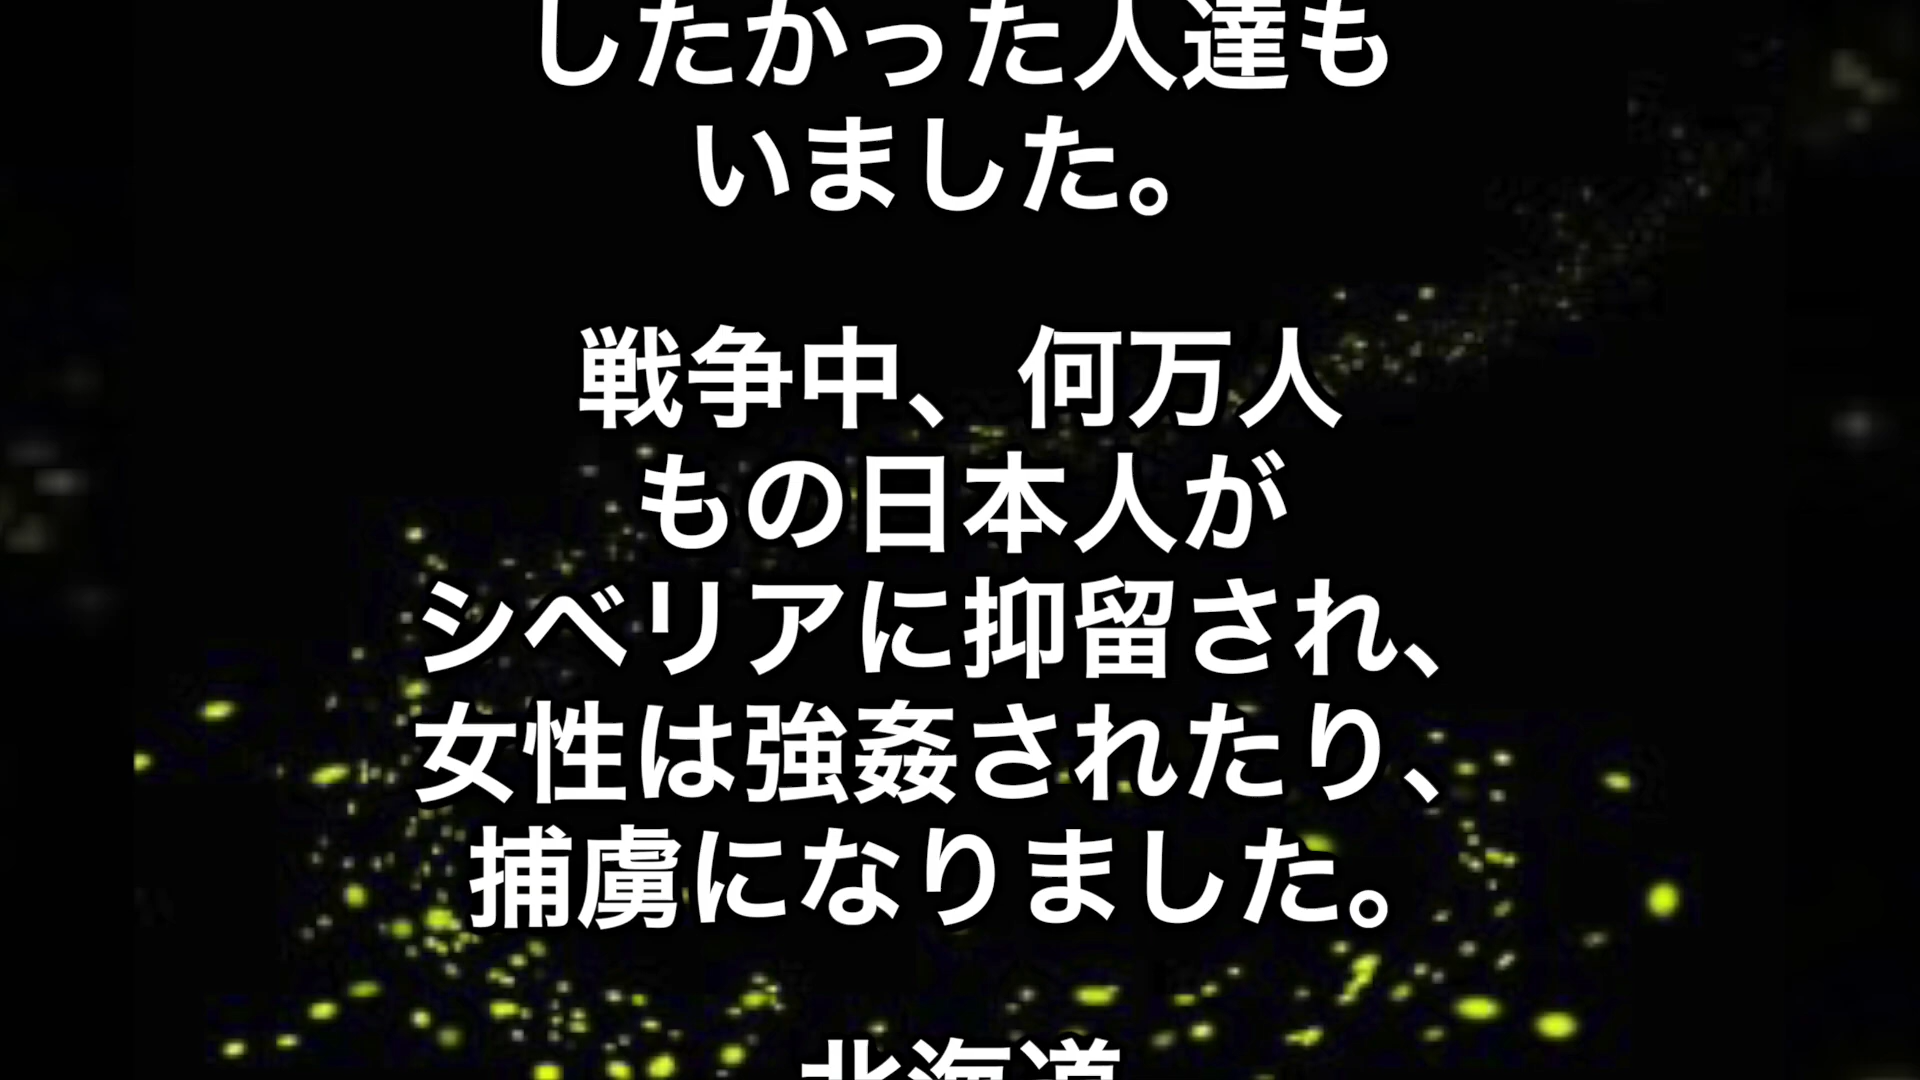 したかった人達も
いました。
戦争中、何万人
もの日本人が
シベリアに抑留され、
女性は強姦されたり、
捕虜になりました。
北海道